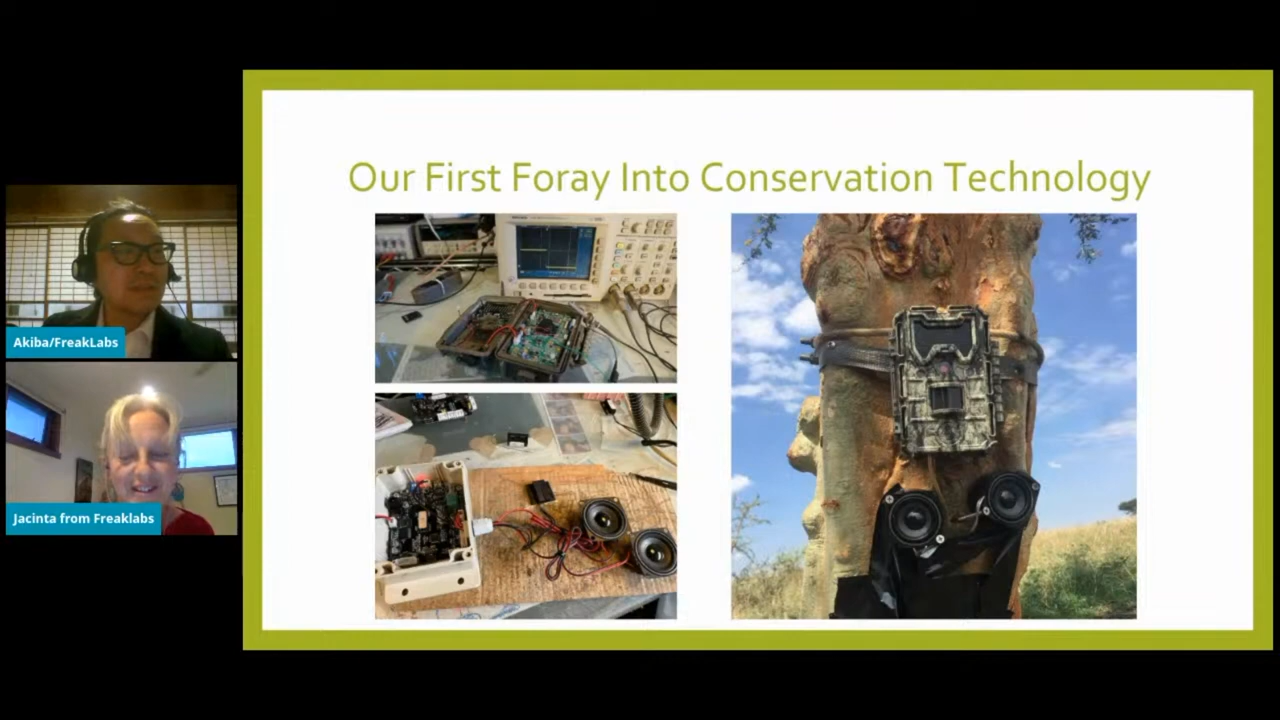 Our First Foray Into Conservation Technology
Akiba/FreakLabs
Jacinta from Freaklabs